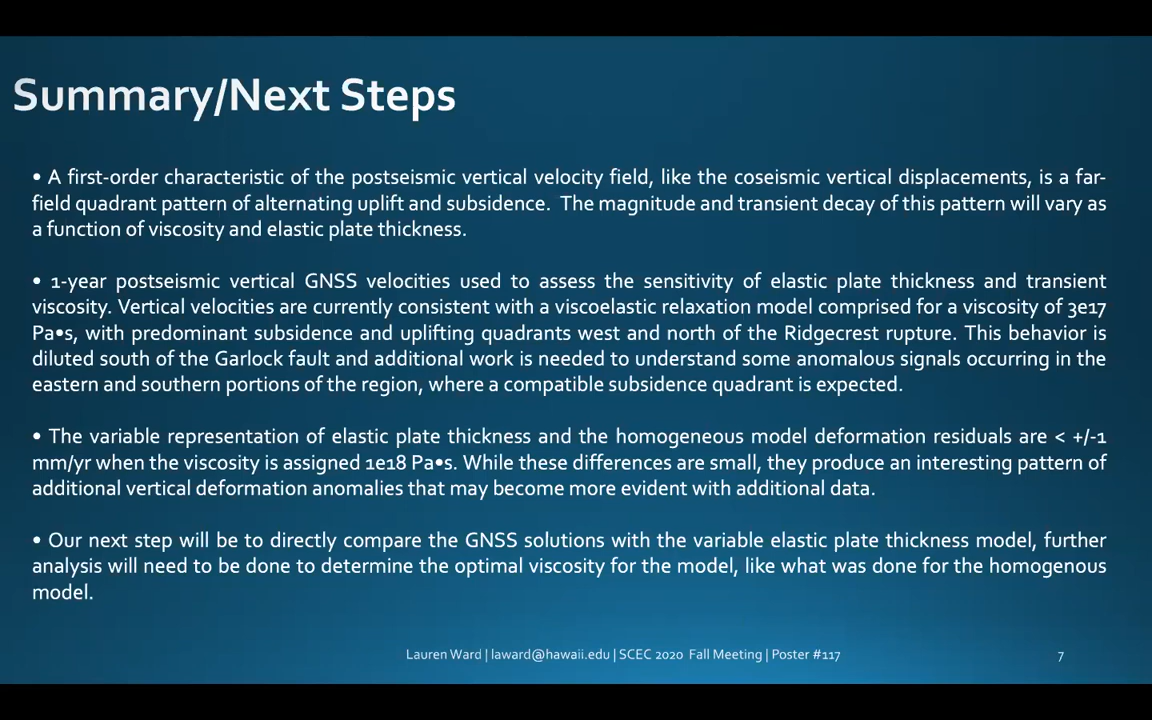 Summary/Next Steps
• A first-order characteristic of the postseismic vertical velocity field, like the coseismic vertical displacements, is a far-
field quadrant pattern of alternating uplift and subsidence.  The magnitude and transient decay of this pattern will vary as
a function of viscosity and elastic plate thickness.
• 1-year postseismic vertical GNSS velocities used to assess the sensitivity of elastic plate thickness and transient
viscosity. Vertical velocities are currently consistent with a viscoelastic relaxation model comprised for a viscosity of 3e17
Pa•s, with predominant subsidence and uplifting quadrants west and north of the Ridgecrest rupture. This behavior is
diluted south of the Garlock fault and additional work is needed to understand some anomalous signals occurring in the
eastern and southern portions of the region, where a compatible subsidence quadrant is expected.
• The variable representation of elastic plate thickness and the homogeneous model deformation residuals are < +/-1
mm/yr when the viscosity is assigned 1e18 Pa•s. While these differences are small, they produce an interesting pattern of
additional vertical deformation anomalies that may become more evident with additional data.
• Our next step will be to directly compare the GNSS solutions with the variable elastic plate thickness model, further
analysis will need to be done to determine the optimal viscosity for the model, like what was done for the homogenous
model.
Lauren Ward | laward@hawaii.edu | SCEC 2020 Fall Meeting | Poster #117
7